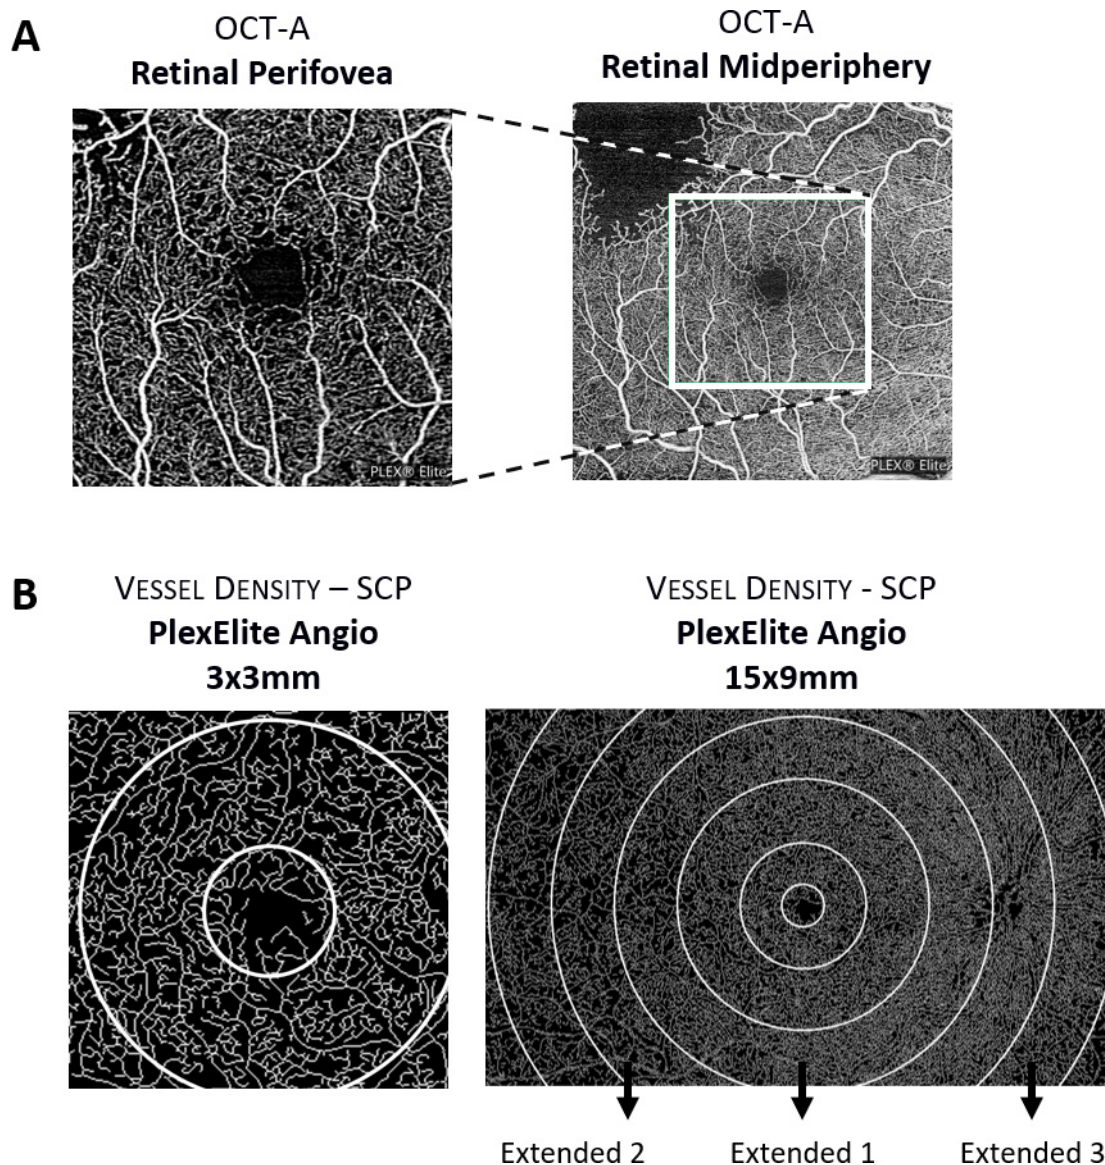 A
OCT-A
Retinal Perifovea
OCT-A
Retinal Midperiphery
PLEX® Elite
PLEX® Elite
B
VESSEL DENSITY – SCP
PlexElite Angio
3x3mm
VESSEL DENSITY - SCP
PlexElite Angio
15x9mm
Extended 2
Extended 1
Extended 3